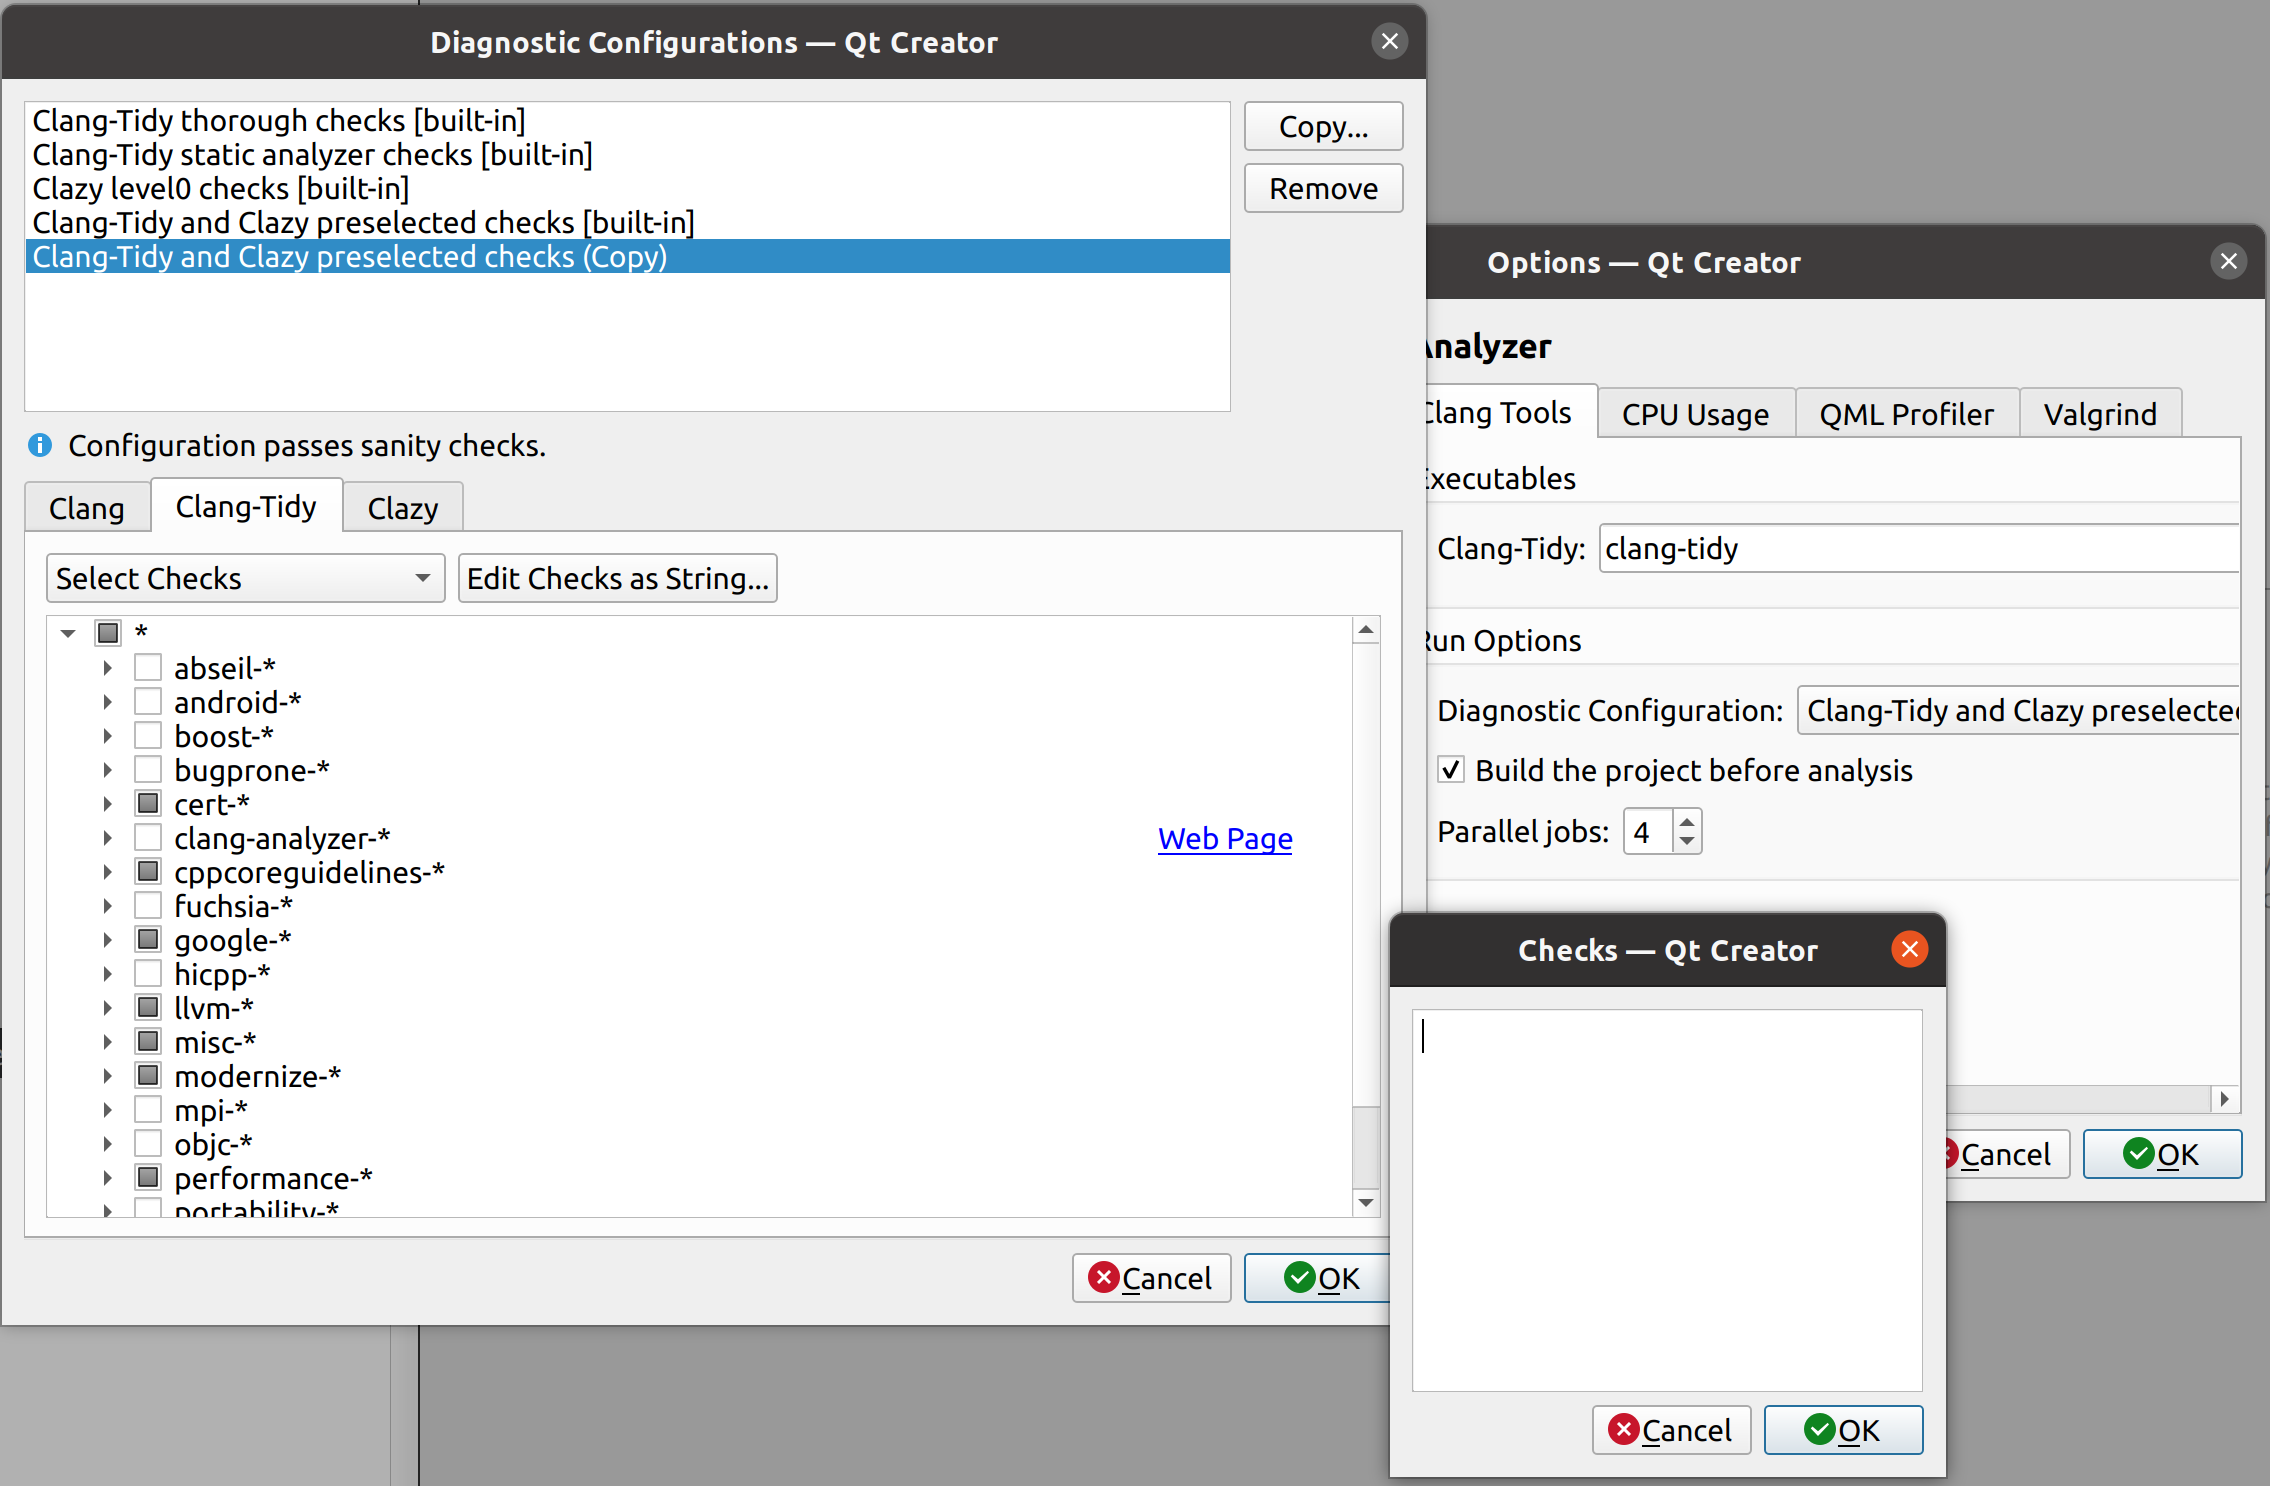 Diagnostic Configurations — Qt Creator
Clang-Tidy thorough checks [built-in]
Clang-Tidy static analyzer checks [built-in]
Clazy level0 checks [built-in]
Clang-Tidy and Clazy preselected checks [built-in]
Clang-Tidy and Clazy preselected checks (Copy)
Copy...
Remove
Configuration passes sanity checks.
Clang Clang-Tidy Clazy
Select Checks Edit Checks as String...
*
abseil-*
android-*
boost-*
bugprone-*
cert-*
clang-analyzer-* Web Page
cppcoreguidelines-*
fuchsia-*
google-*
hicpp-*
llvm-*
misc-*
modernize-*
mpi-*
objc-*
performance-*
portability-*
Cancel OK
Options — Qt Creator
Analyzer
Clang Tools CPU Usage QML Profiler Valgrind
Executables
Clang-Tidy: clang-tidy
Run Options
Diagnostic Configuration: Clang-Tidy and Clazy preselected
Build the project before analysis
Parallel jobs: 4
Cancel OK
Checks — Qt Creator
Cancel OK